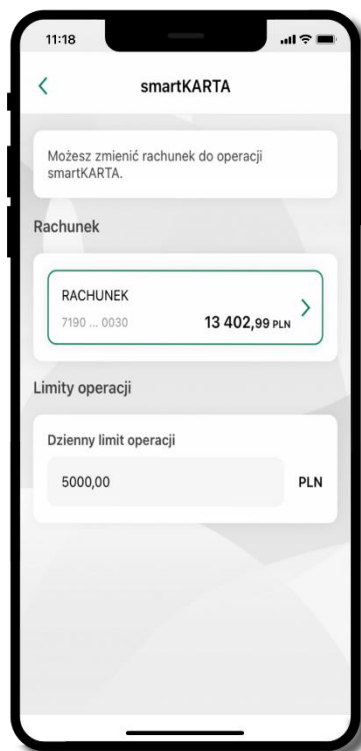 11:18
smartKARTA
Możesz zmienić rachunek do operacji
smartKARTA.
Rachunek
RACHUNEK
7190 ... 0030 13 402,99 PLN
Limity operacji
Dzienny limit operacji
5000,00 PLN